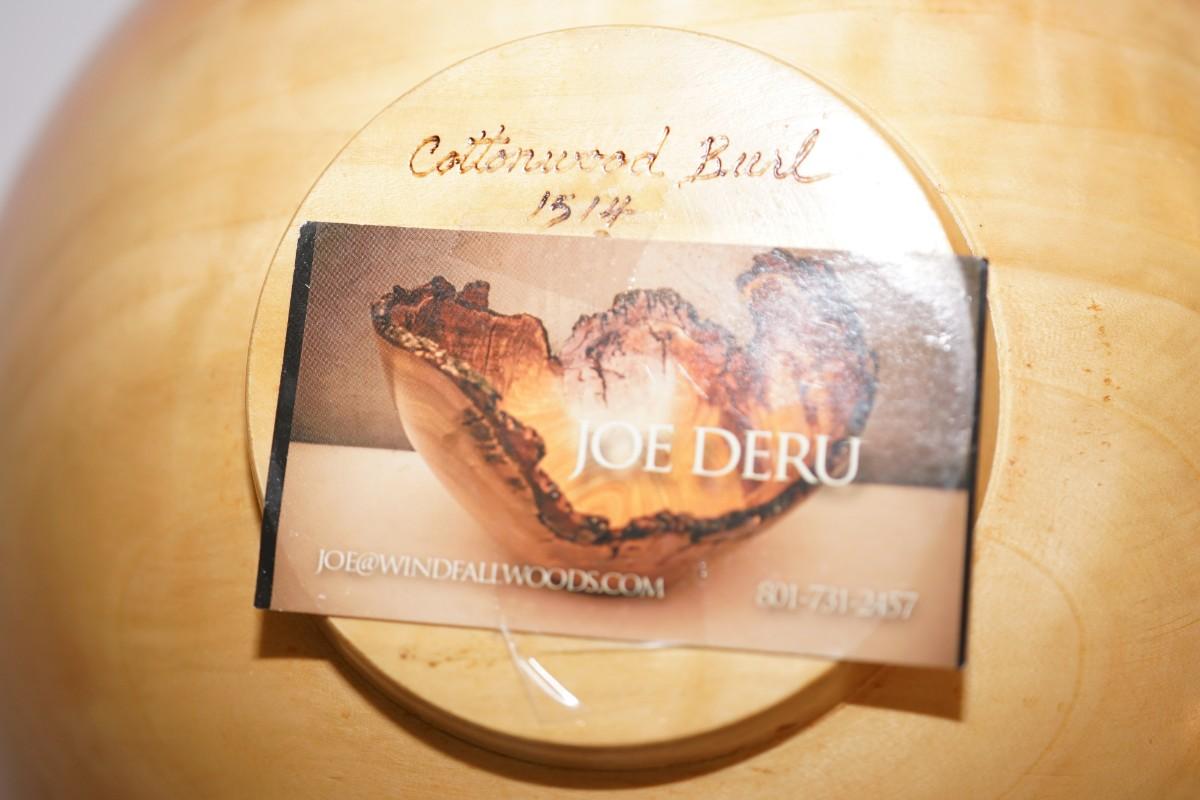 Cottonwood Burl
1514
JOE DERU
JOE@WINDFALLWOODS.COM
801-731-2457